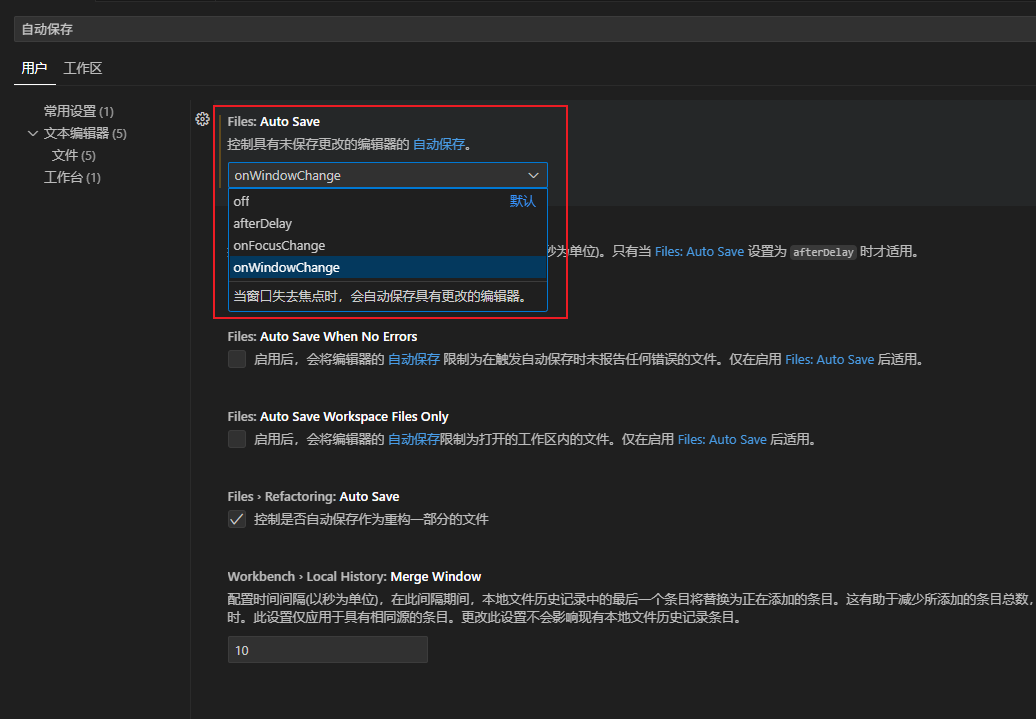 自动保存
用户 工作区
常用设置 (1)
文本编辑器 (5)
文件 (5)
工作台 (1)
Files: Auto Save
控制具有未保存更改的编辑器的 自动保存。
onWindowChange
off 默认
afterDelay
onFocusChange
onWindowChange
当窗口失去焦点时，会自动保存具有更改的编辑器。
秒为单位)。只有当 Files: Auto Save 设置为 afterDelay 时才适用。
Files: Auto Save When No Errors
启用后，会将编辑器的 自动保存 限制为在触发自动保存时未报告任何错误的文件。仅在启用 Files: Auto Save 后适用。
Files: Auto Save Workspace Files Only
启用后，会将编辑器的 自动保存限制为打开的工作区内的文件。仅在启用 Files: Auto Save 后适用。
Files › Refactoring: Auto Save
控制是否自动保存作为重构一部分的文件
Workbench › Local History: Merge Window
配置时间间隔(以秒为单位)，在此间隔期间，本地文件历史记录中的最后一个条目将替换为正在添加的条目。这有助于减少所添加的条目总数，
时。此设置仅应用于具有相同源的条目。更改此设置不会影响现有本地文件历史记录条目。
10